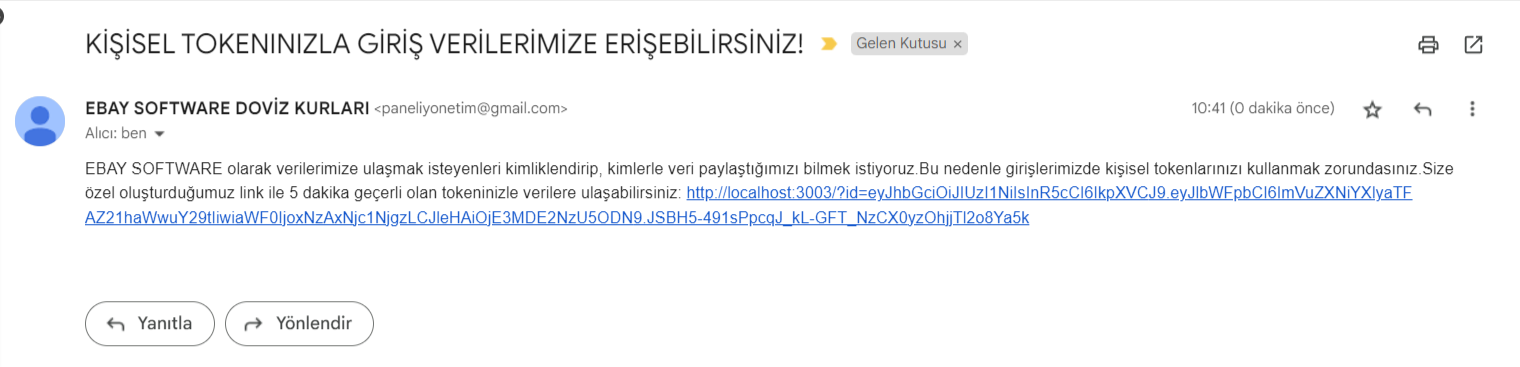 KİŞİSEL TOKENINIZLA GİRİŞ VERİLERİMİZE ERİŞEBİLİRSİNİZ! Gelen Kutusu ×
EBAY SOFTWARE DOVİZ KURLARI <paneliyonetim@gmail.com> 10:41 (0 dakika önce)
Alıcı: ben
EBAY SOFTWARE olarak verilerimize ulaşmak isteyenleri kimliklendirip, kimlerle veri paylaştığımızı bilmek istiyoruz.Bu nedenle girişlerimizde kişisel tokenlarınızı kullanmak zorundasınız.Size
özel oluşturduğumuz link ile 5 dakika geçerli olan tokeninizle verilere ulaşabilirsiniz: http://localhost:3003/?id=eyJhbGciOiJIUzI1NiIsInR5cCI6IkpXVCJ9.eyJlbWFpbCI6ImVuZXNiYXlyaTF
AZ21haWwuY29tIiwiaWF0IjoxNzAxNjc1NjgzLCJleHAiOjE3MDE2NzU5ODN9.JSBH5-491sPpcqJ_kL-GFT_NzCX0yzOhjjTl2o8Ya5k
Yanıtla Yönlendir